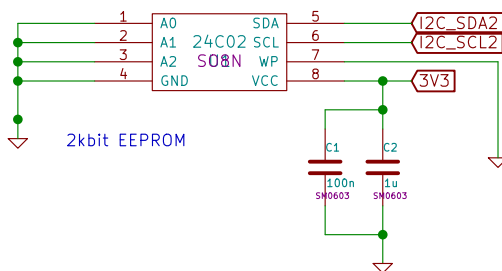 1 A0 SDA 5 I2C_SDA2
2 A1 24C02 SCL 6 I2C_SCL2
3 A2 SO8N WP 7
4 GND VCC 8 3V3
2kbit EEPROM
C1 C2
100n 1u
SM0603 SM0603